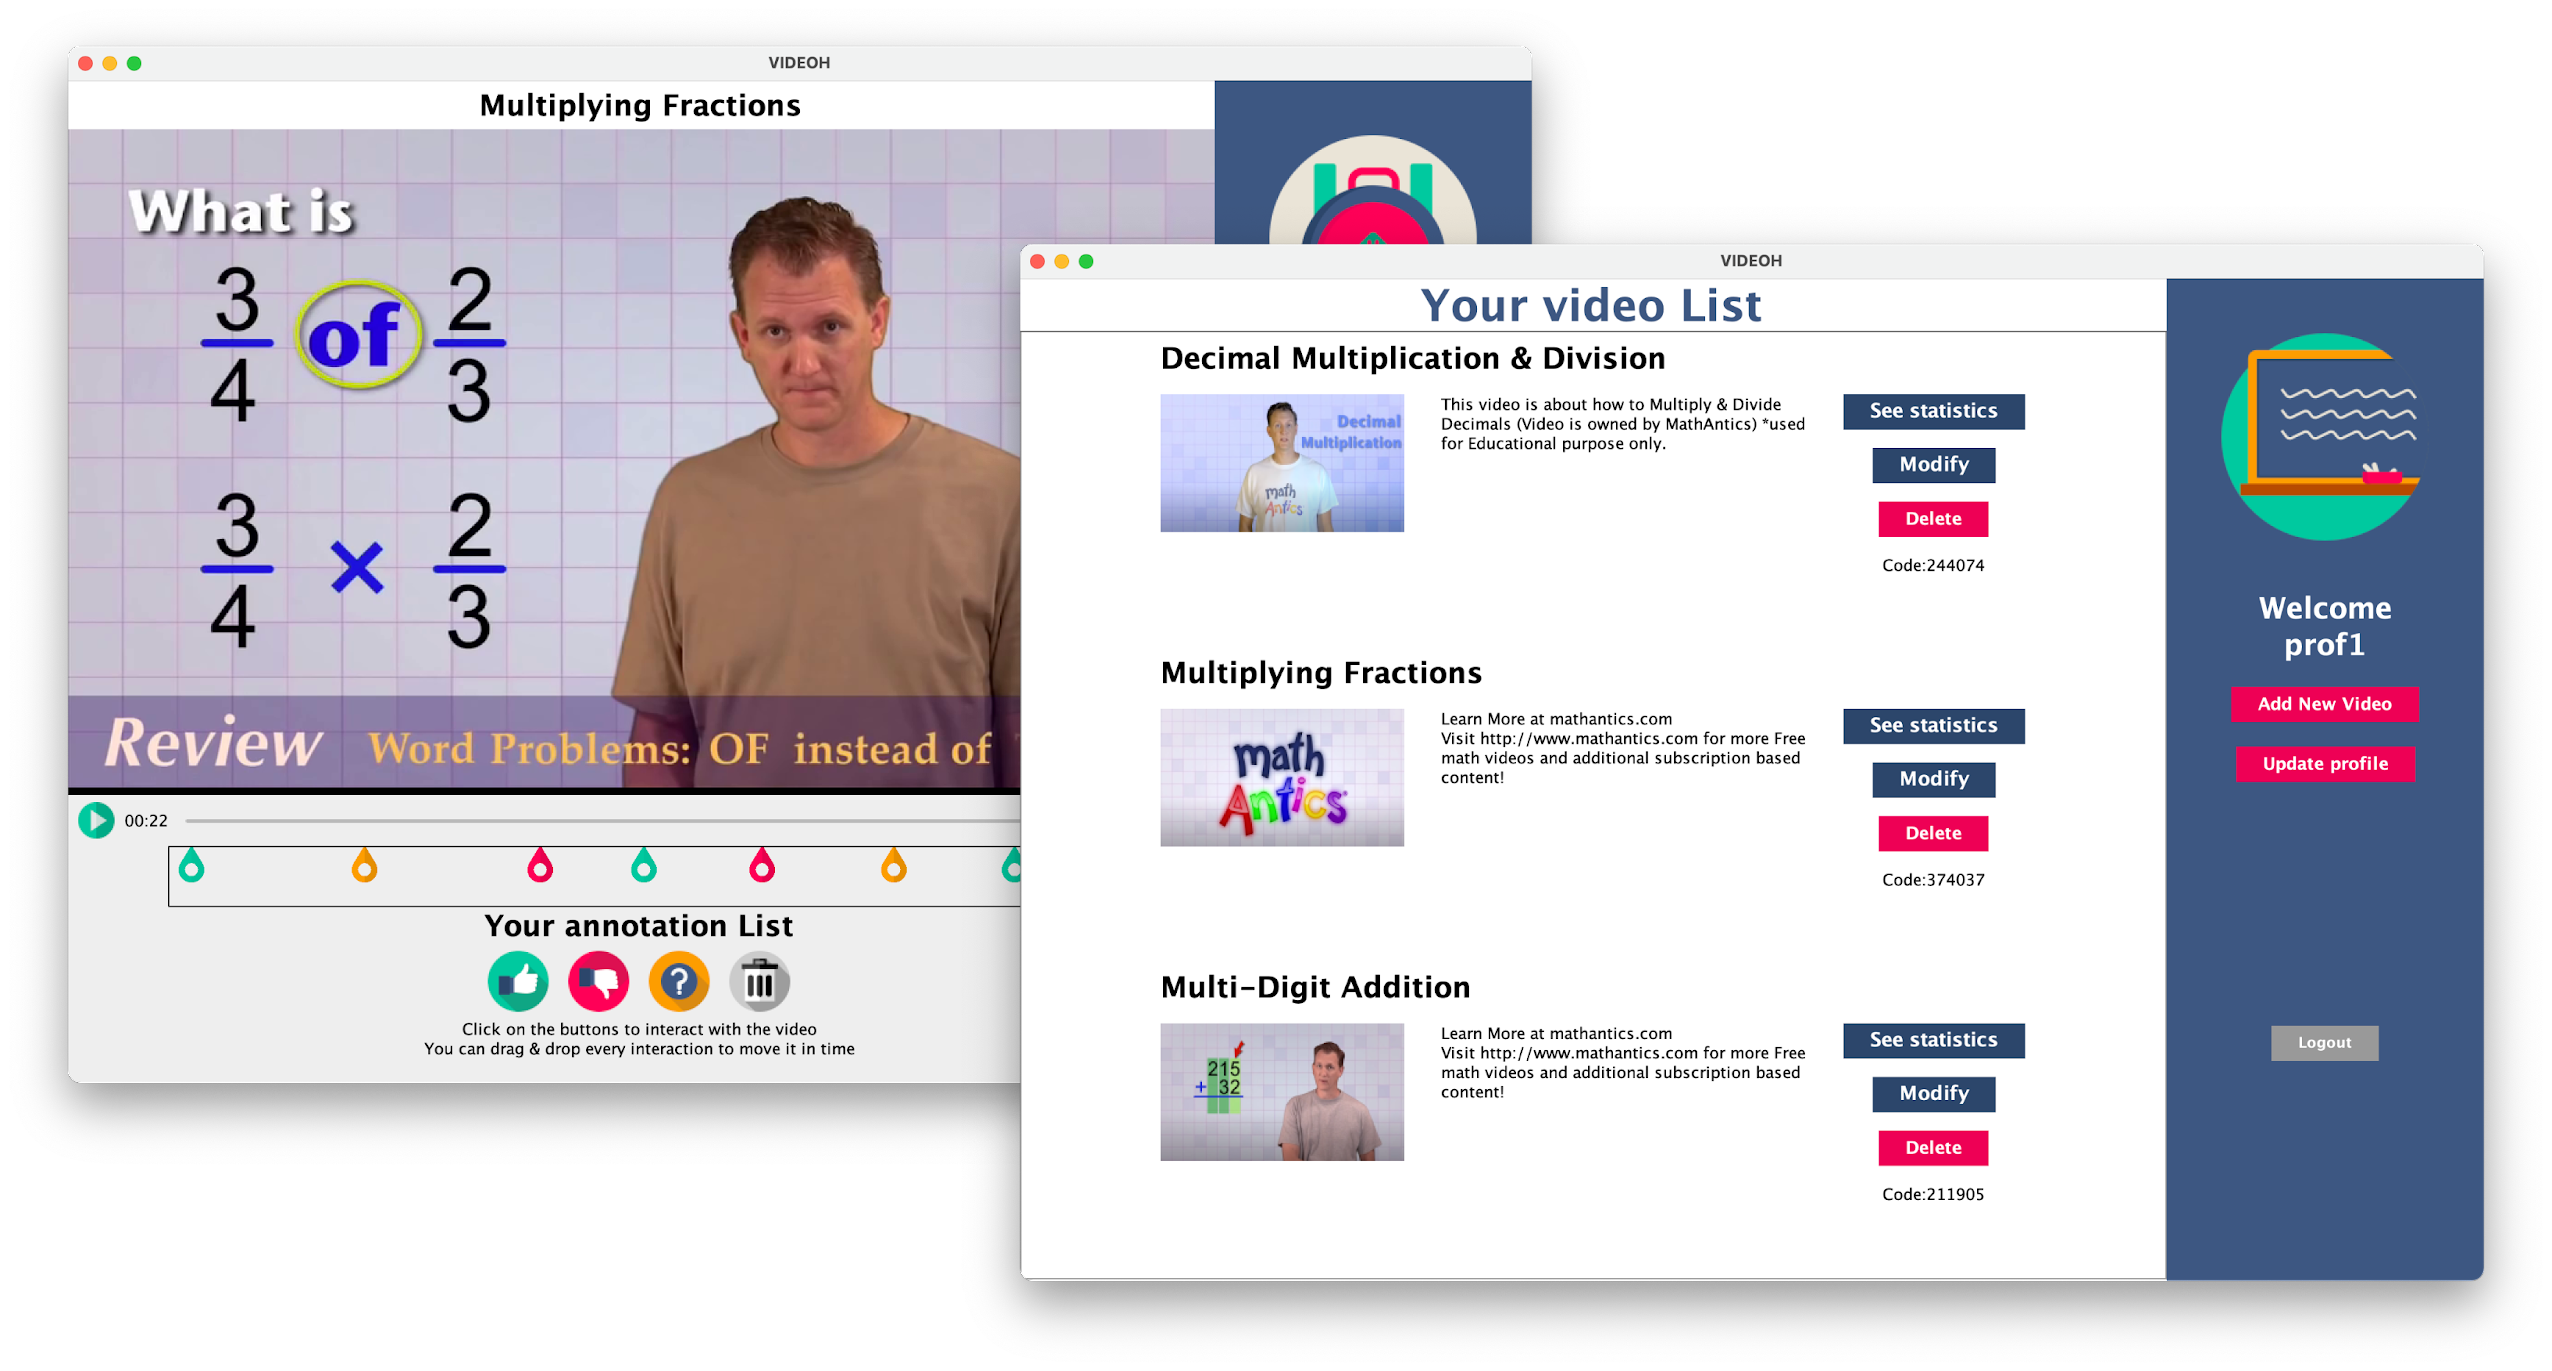 VIDEOH
Multiplying Fractions
What is
3 of 2
4 3
3 × 2
4 3
Review Word Problems: OF instead of
00:22
Your annotation List
?
Click on the buttons to interact with the video
You can drag & drop every interaction to move it in time
VIDEOH
Your video List
Decimal Multiplication & Division
Decimal
Multiplication
math
Antics
This video is about how to Multiply & Divide
Decimals (Video is owned by MathAntics) *used
for Educational purpose only.
See statistics
Modify
Delete
Code:244074
Multiplying Fractions
math
Antics
Learn More at mathantics.com
Visit http://www.mathantics.com for more Free
math videos and additional subscription based
content!
See statistics
Modify
Delete
Code:374037
Multi-Digit Addition
215
+ 32
Learn More at mathantics.com
Visit http://www.mathantics.com for more Free
math videos and additional subscription based
content!
See statistics
Modify
Delete
Code:211905
Welcome
prof1
Add New Video
Update profile
Logout